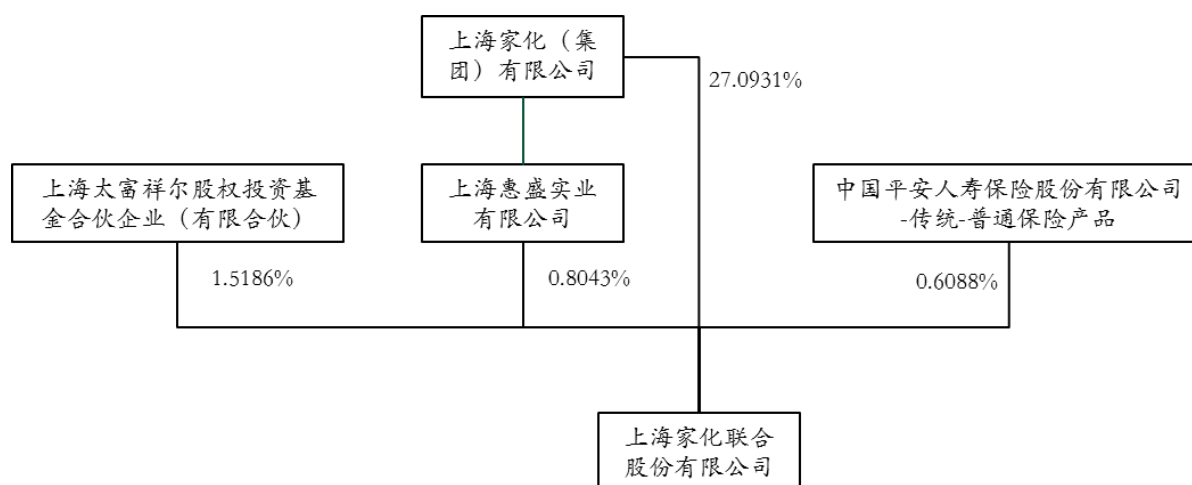 上海家化（集
团）有限公司
27.0931%
上海太富祥尔股权投资基
金合伙企业（有限合伙）
上海惠盛实业
有限公司
中国平安人寿保险股份有限公司
-传统-普通保险产品
1.5186%
0.8043%
0.6088%
上海家化联合
股份有限公司